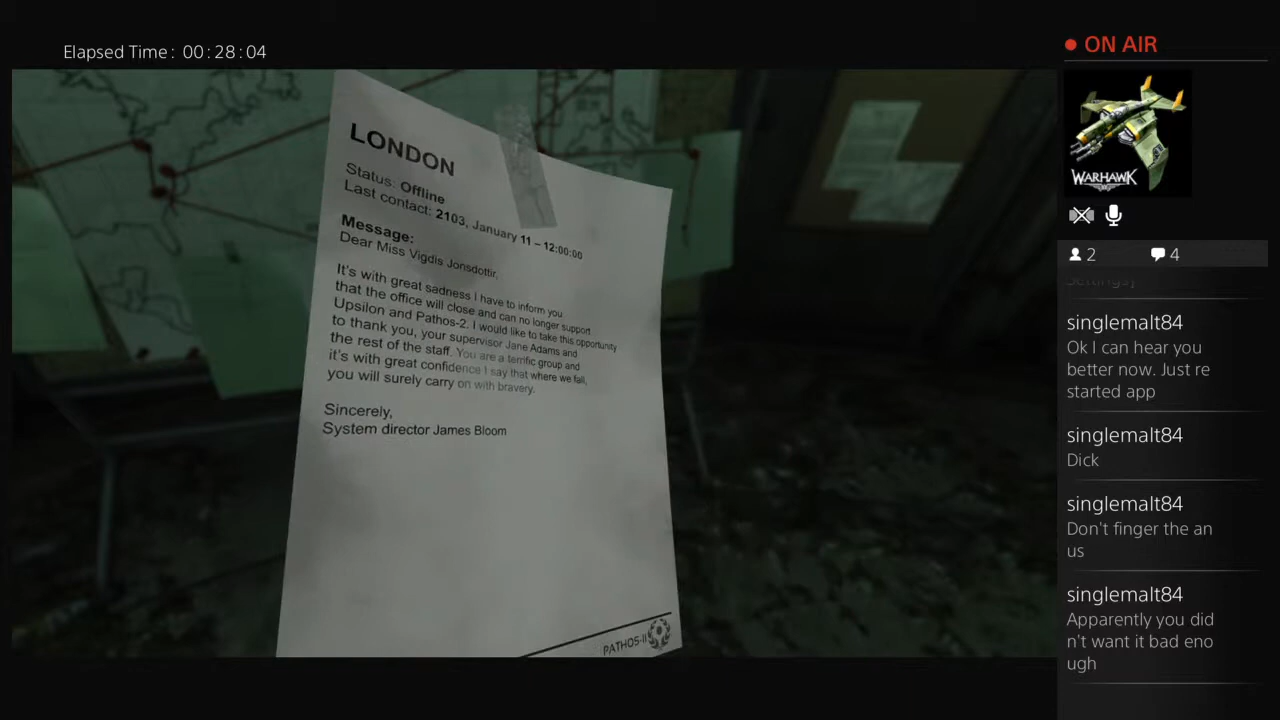 Elapsed Time: 00:28:04
LONDON
Status: Offline
Last contact: 2103, January 11 – 12:00:00
Message:
Dear Miss Vigdis Jonsdottir,
It's with great sadness I have to inform you
that the office will close and can no longer support
Upsilon and Pathos-2. I would like to take this opportunity
to thank you, your supervisor Jane Adams and
the rest of the staff. You are a terrific group and
it's with great confidence I say that where we fall,
you will surely carry on with bravery.
Sincerely,
System director James Bloom
PATHOS-II
ON AIR
WARHAWK
2
4
Settings]
singlemalt84
Ok I can hear you
better now. Just re
started app
singlemalt84
Dick
singlemalt84
Don't finger the an
us
singlemalt84
Apparently you did
n't want it bad eno
ugh